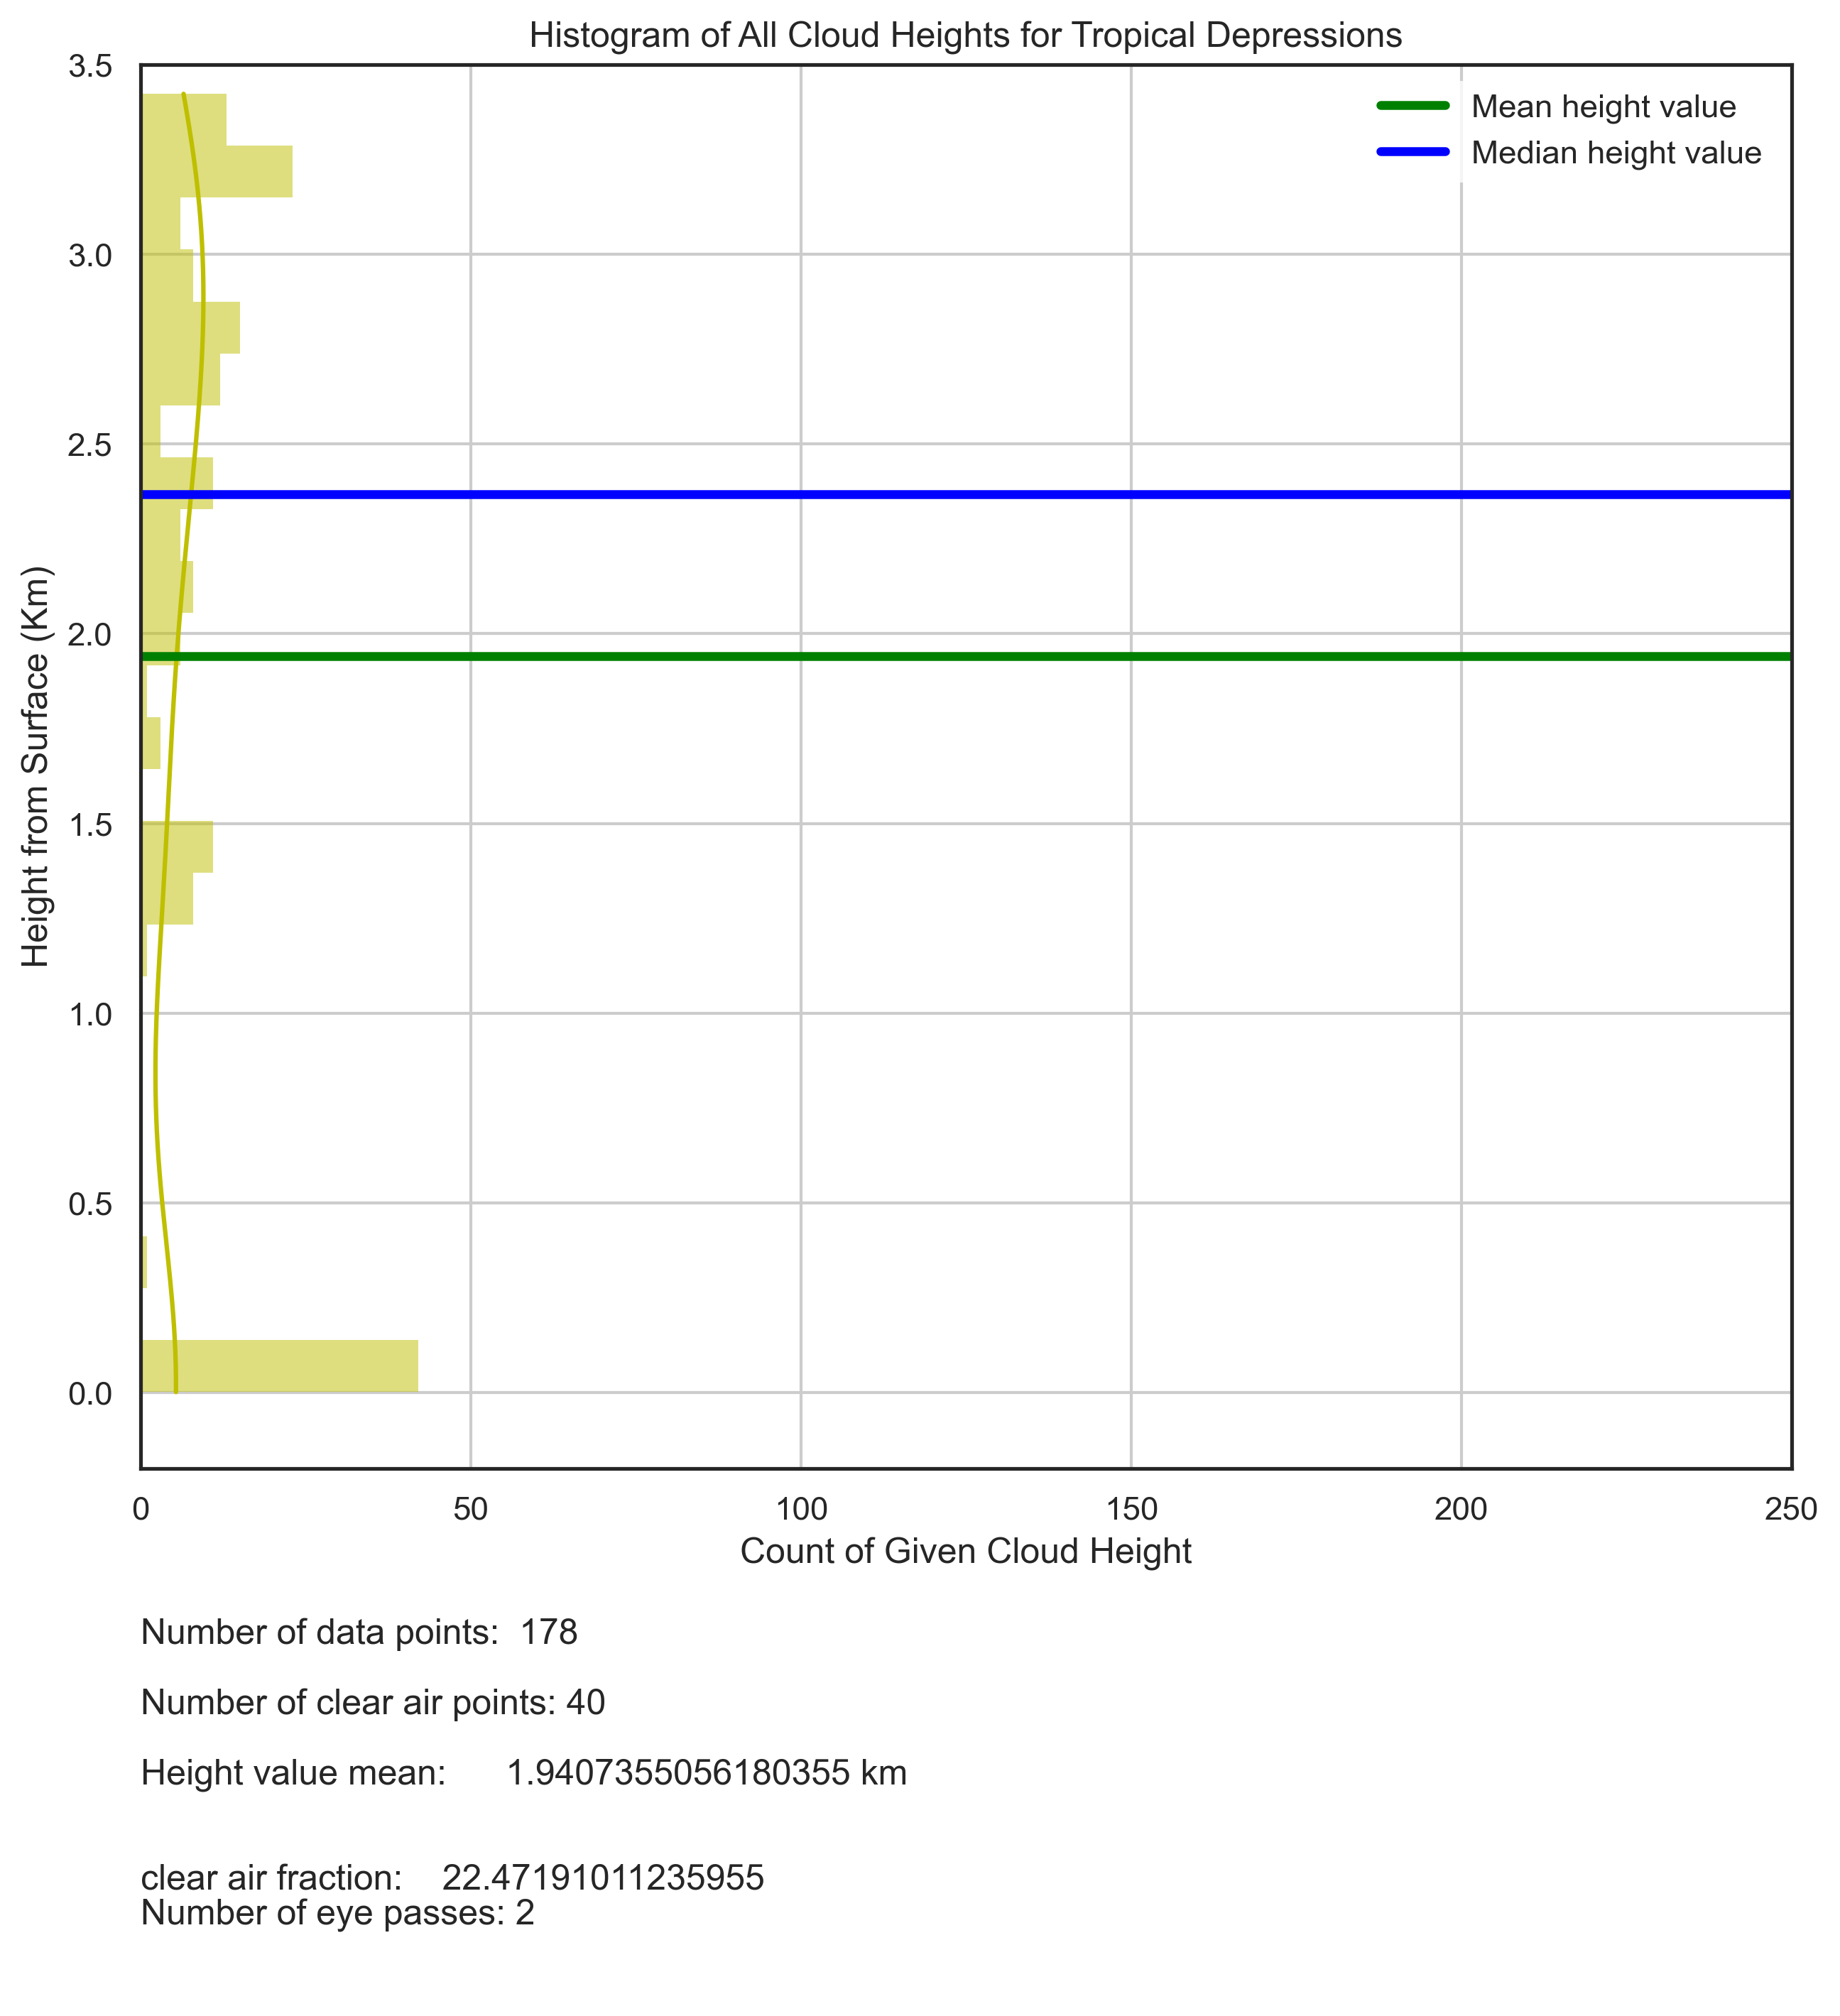 Histogram of All Cloud Heights for Tropical Depressions
3.5
3.0
2.5
2.0
1.5
1.0
0.5
0.0
Height from Surface (Km)
Mean height value
Median height value
0 50 100 150 200 250
Count of Given Cloud Height
Number of data points: 178
Number of clear air points: 40
Height value mean: 1.9407355056180355 km
clear air fraction: 22.47191011235955
Number of eye passes: 2